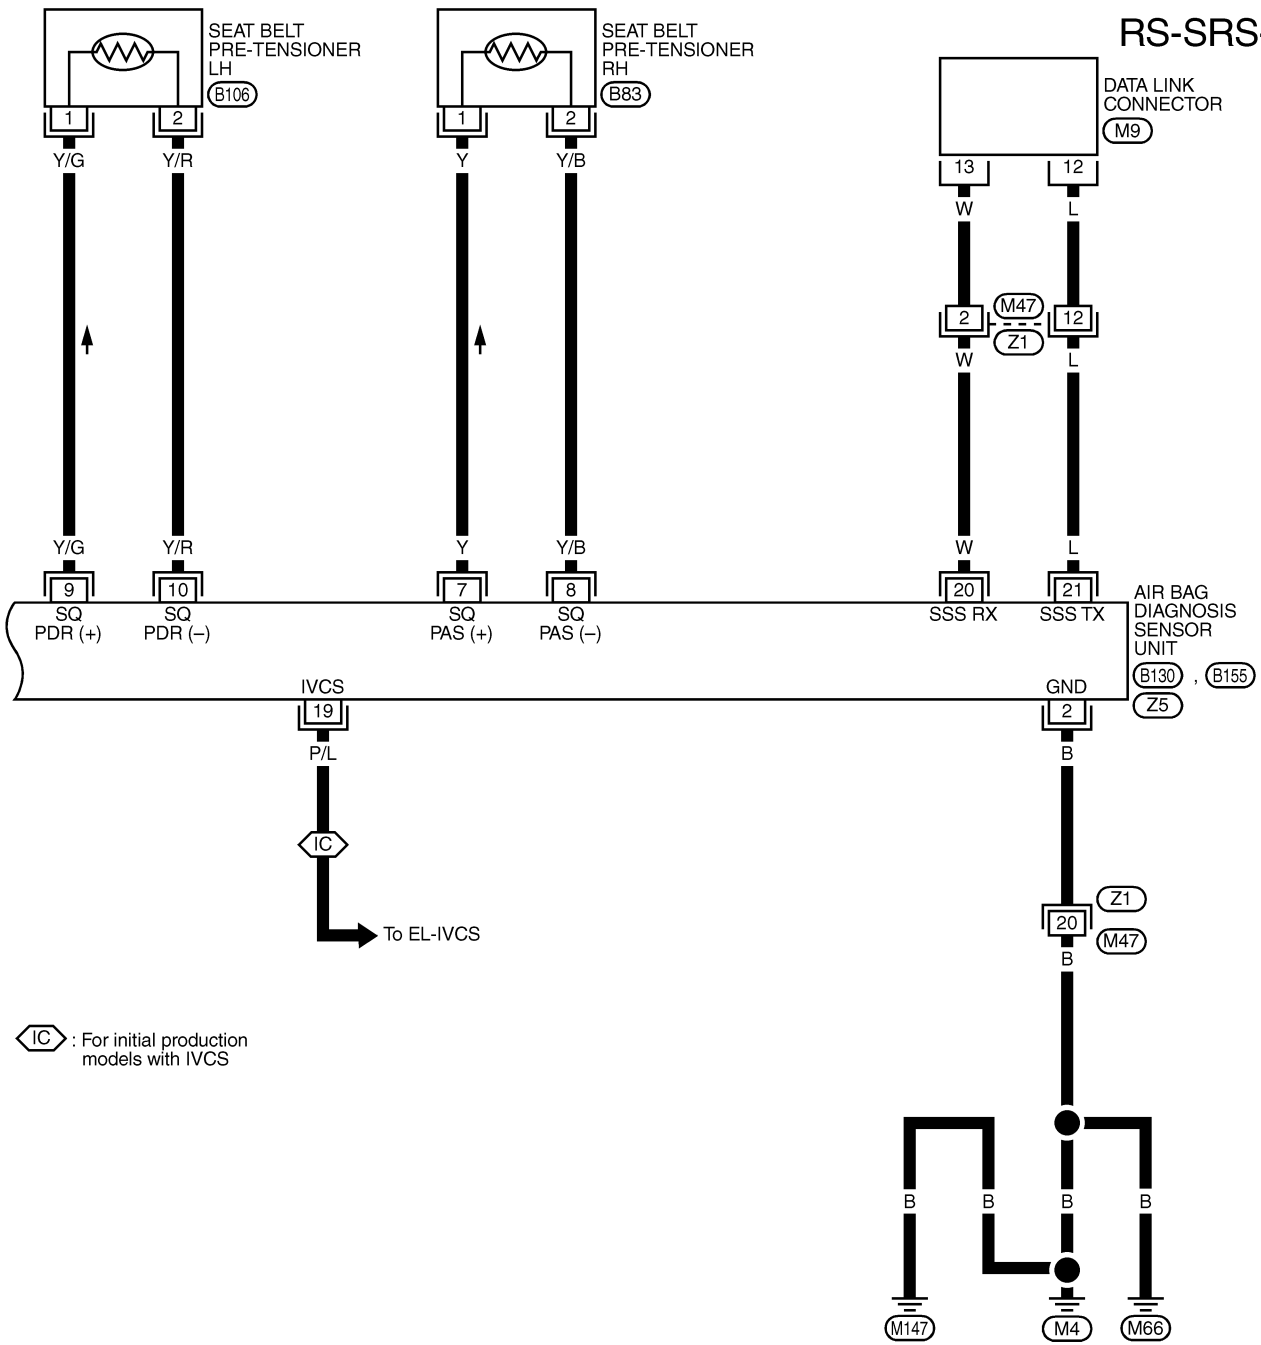 RS-SRS-
SEAT BELT
PRE-TENSIONER
LH
B106
SEAT BELT
PRE-TENSIONER
RH
B83
DATA LINK
CONNECTOR
M9
1 2 1 2
13 12
Y/G Y/R Y Y/B
W L
2 M47 12
Z1
W L
Y/G Y/R Y Y/B W L
9 10 7 8 20 21
SQ SQ SQ SQ SSS RX SSS TX
PDR (+) PDR (–) PAS (+) PAS (–)
AIR BAG
DIAGNOSIS
SENSOR
UNIT
B130 , B155
Z5
IVCS GND
19 2
P/L B
IC
To EL-IVCS
Z1
20
M47
B
IC : For initial production
models with IVCS
B B B B
M147 M4 M66